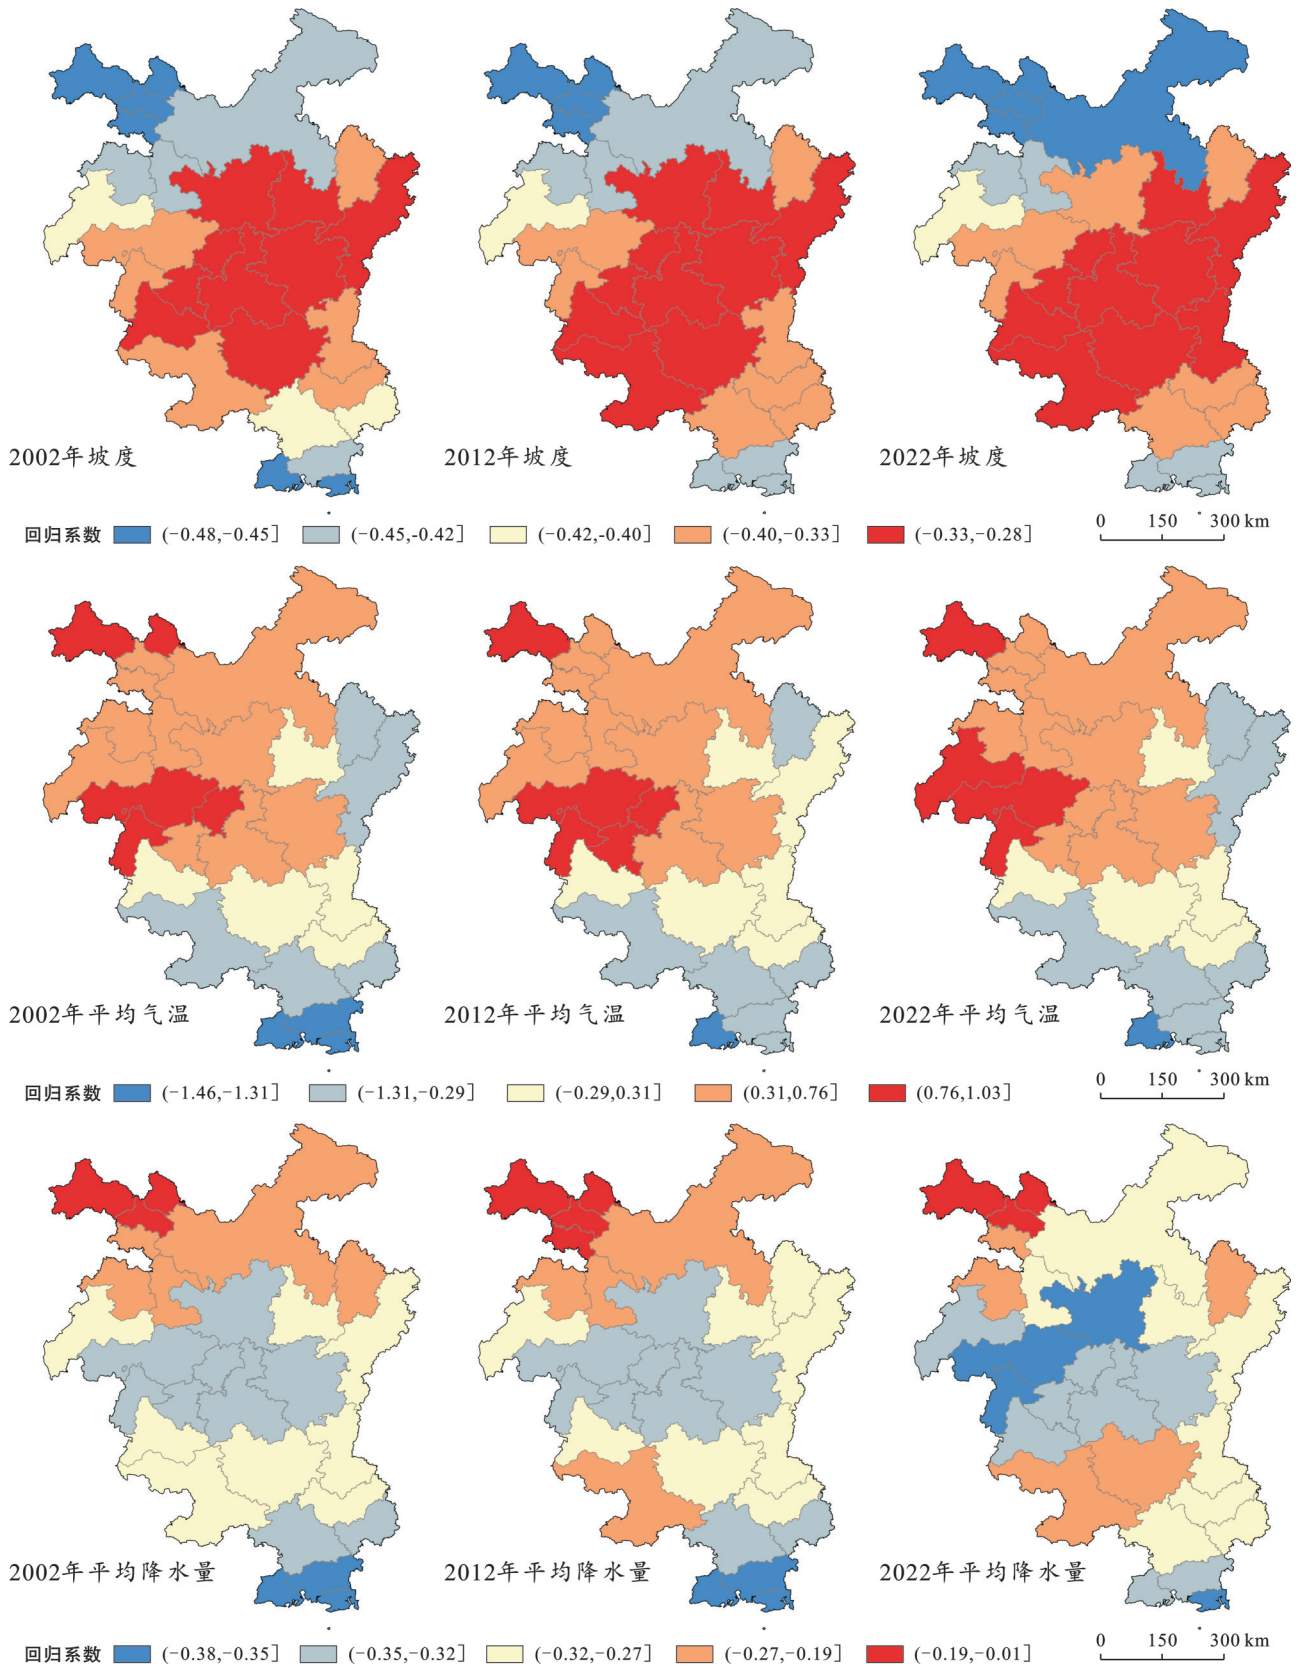 2002年坡度
2012年坡度
2022年坡度
回归系数 (-0.48,-0.45] (-0.45,-0.42] (-0.42,-0.40] (-0.40,-0.33] (-0.33,-0.28]
0 150 300 km
2002年平均气温
2012年平均气温
2022年平均气温
回归系数 (-1.46,-1.31] (-1.31,-0.29] (-0.29,0.31] (0.31,0.76] (0.76,1.03]
0 150 300 km
2002年平均降水量
2012年平均降水量
2022年平均降水量
回归系数 (-0.38,-0.35] (-0.35,-0.32] (-0.32,-0.27] (-0.27,-0.19] (-0.19,-0.01]
0 150 300 km